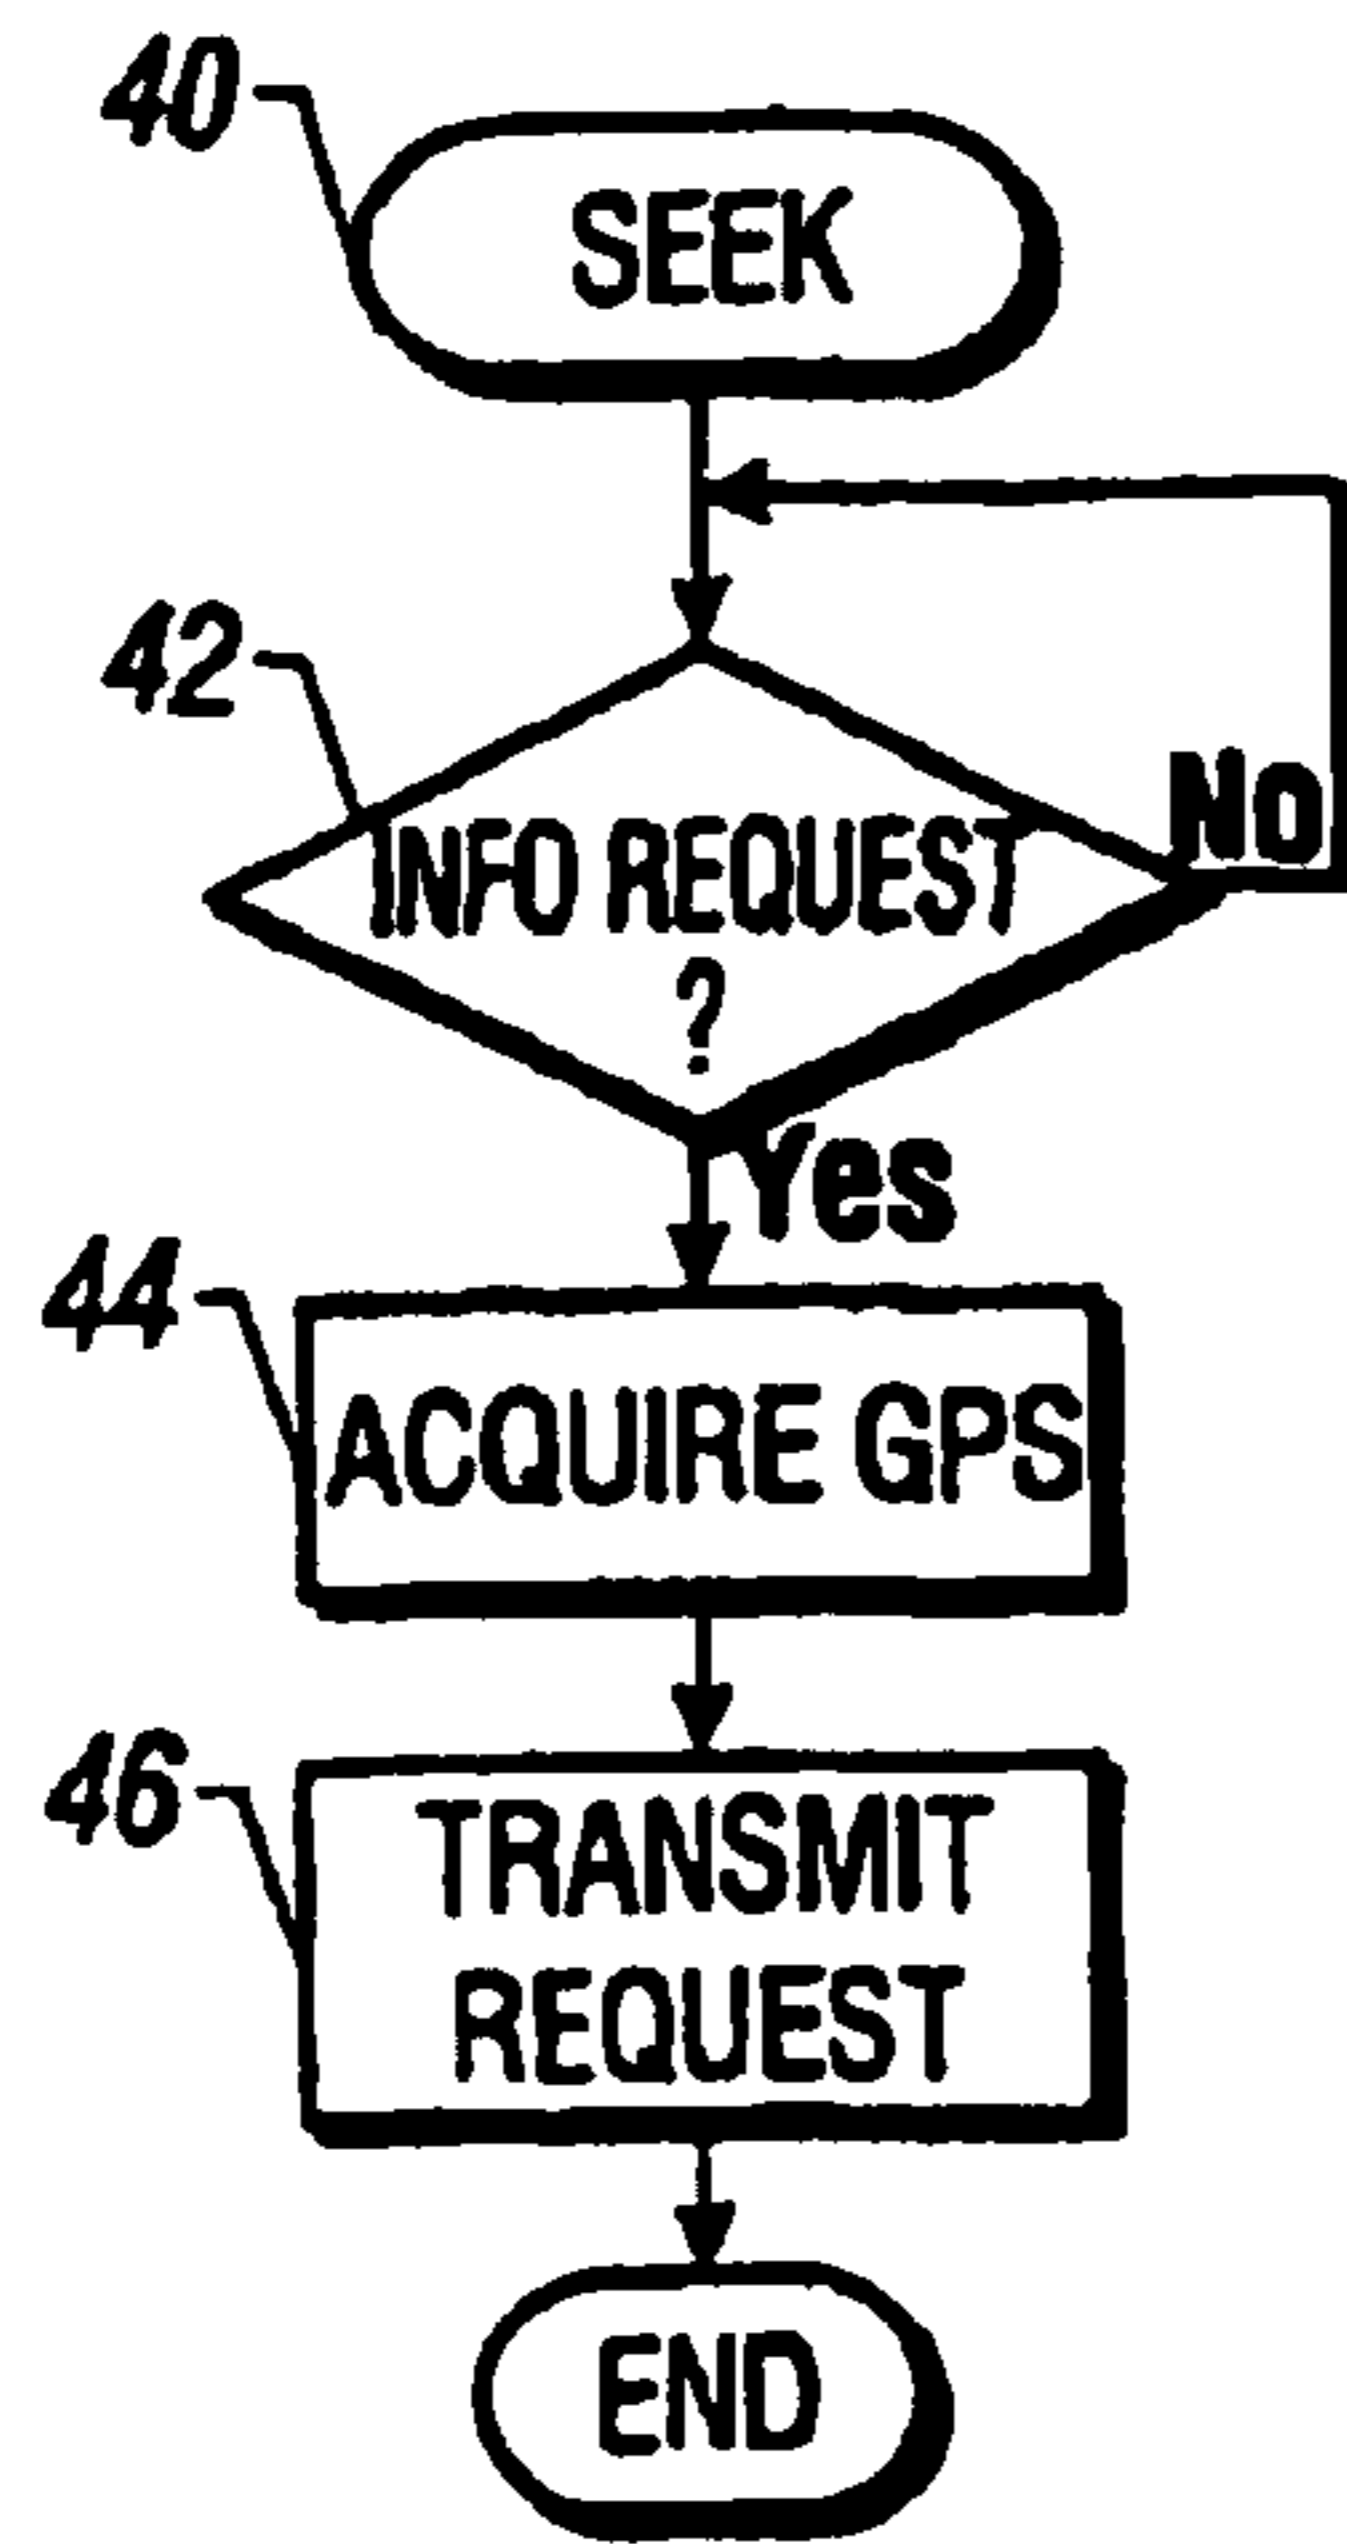 40
SEEK
42
No
INFO REQUEST
?
Yes
44
ACQUIRE GPS
46
TRANSMIT
REQUEST
END